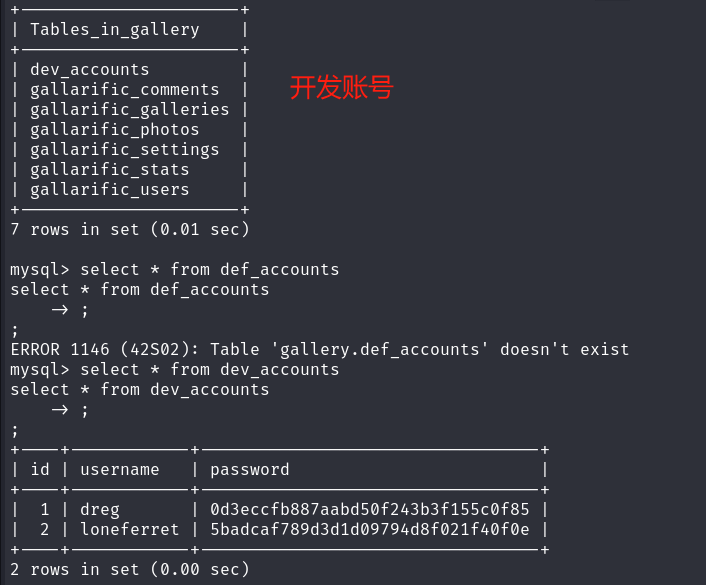 +----------------------+
| Tables_in_gallery    |
+----------------------+
| dev_accounts         |
开发账号
| gallarific_comments  |
| gallarific_galleries |
| gallarific_photos    |
| gallarific_settings  |
| gallarific_stats     |
| gallarific_users     |
+----------------------+
7 rows in set (0.01 sec)
mysql> select * from def_accounts
select * from def_accounts
    -> ;
;
ERROR 1146 (42S02): Table 'gallery.def_accounts' doesn't exist
mysql> select * from dev_accounts
select * from dev_accounts
    -> ;
;
+----+------------+----------------------------------+
| id | username   | password                         |
+----+------------+----------------------------------+
|  1 | dreg       | 0d3eccfb887aabd50f243b3f155c0f85 |
|  2 | loneferret | 5badcaf789d3d1d09794d8f021f40f0e |
+----+------------+----------------------------------+
2 rows in set (0.00 sec)